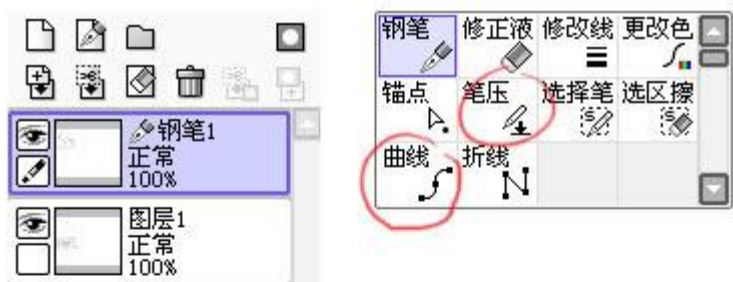 钢笔1
正常
100%
图层1
正常
100%
钢笔 修正液 修改线 更改色
锚点 笔压 选择笔 选区擦
曲线 折线